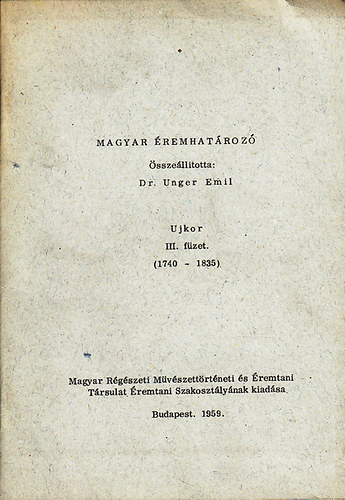 MAGYAR ÉREMHATÁROZÓ
Összeállitotta:
Dr. Unger Emil
Ujkor
III. füzet.
(1740 - 1835)
Magyar Régészeti Művészettörténeti és Éremtani
Társulat Éremtani Szakosztályának kiadása
Budapest. 1959.